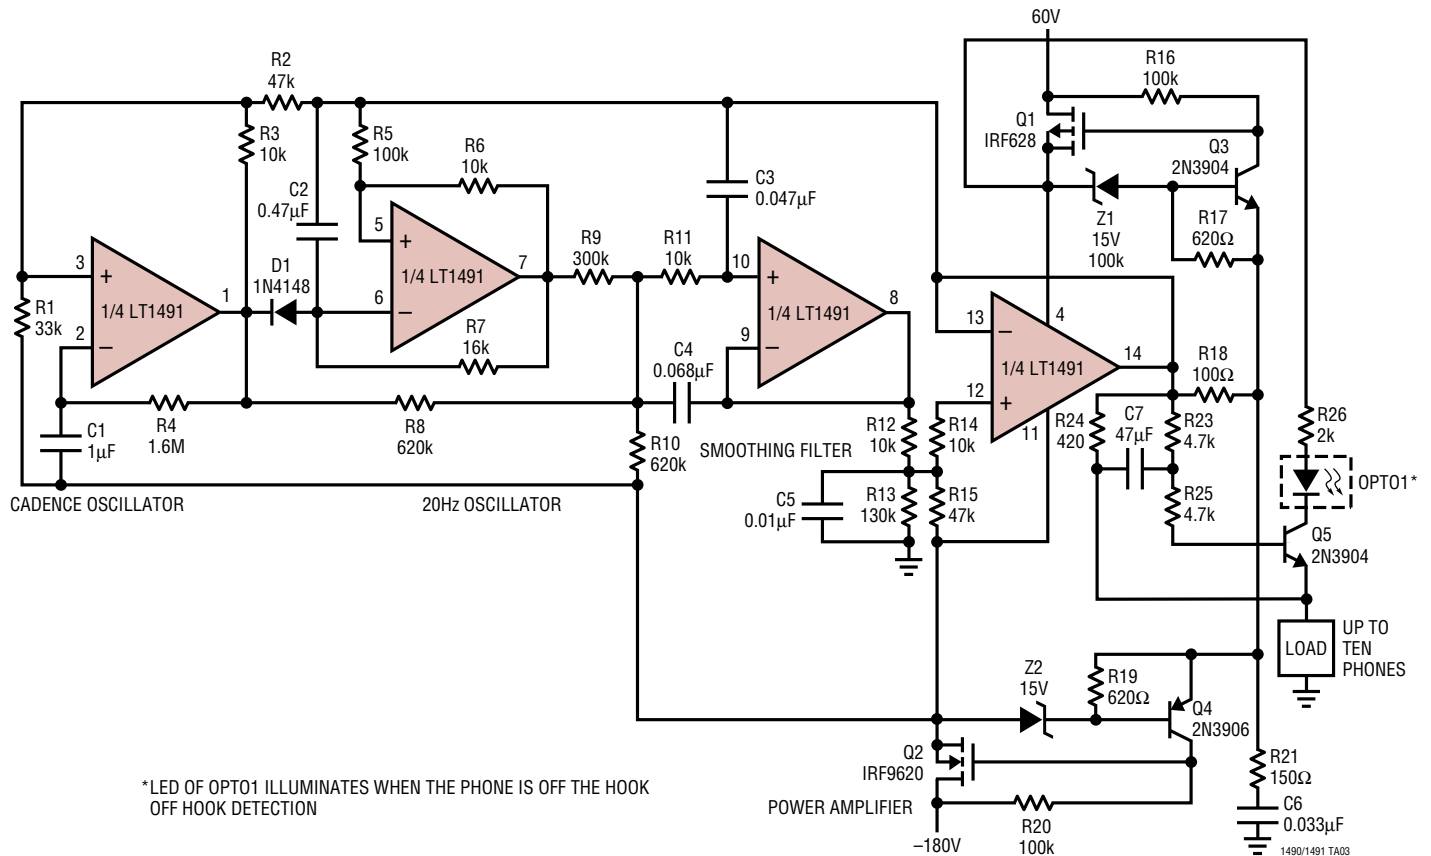 60V
R2
47k
R16
100k
R3
10k
R5
100k
R6
10k
Q1
IRF628
Q3
2N3904
C2
0.47µF
C3
0.047µF
Z1
15V
100k
R17
620Ω
5
+
1/4 LT1491
7
6
–
R9
300k
R11
10k
10
+
1/4 LT1491
8
9
–
3
+
1/4 LT1491
1
2
–
D1
1N4148
R1
33k
R7
16k
4
13
–
1/4 LT1491
14
12
+
11
R18
100Ω
C4
0.068µF
R4
1.6M
R8
620k
C1
1µF
R10
620k
SMOOTHING FILTER
R12
10k
R14
10k
R24
420
C7
47µF
R23
4.7k
R26
2k
C5
0.01µF
R13
130k
R15
47k
R25
4.7k
OPTO1*
CADENCE OSCILLATOR
20Hz OSCILLATOR
Q5
2N3904
LOAD
UP TO
TEN
PHONES
Z2
15V
R19
620Ω
Q4
2N3906
Q2
IRF9620
R21
150Ω
*LED OF OPTO1 ILLUMINATES WHEN THE PHONE IS OFF THE HOOK
OFF HOOK DETECTION
POWER AMPLIFIER
C6
0.033µF
R20
100k
–180V
1490/1491 TA03